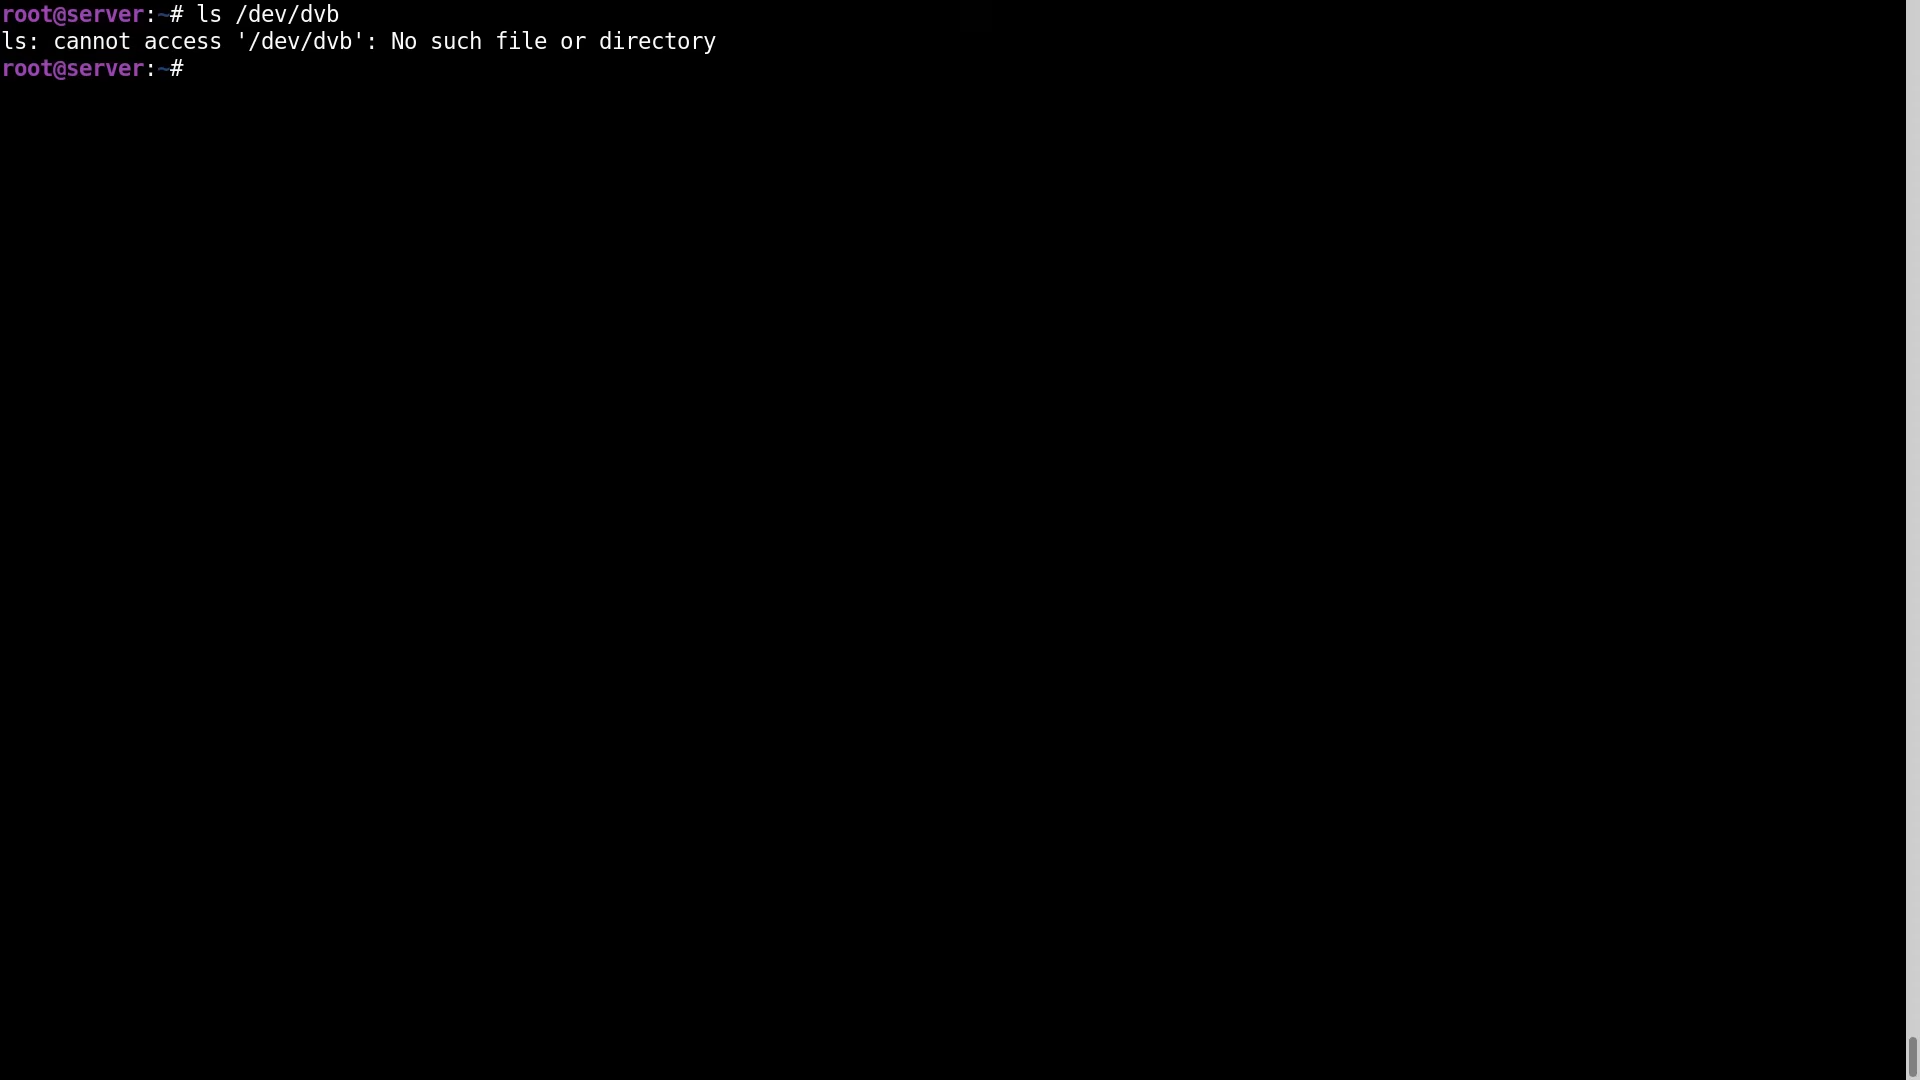 root@server:~# ls /dev/dvb
ls: cannot access '/dev/dvb': No such file or directory
root@server:~#